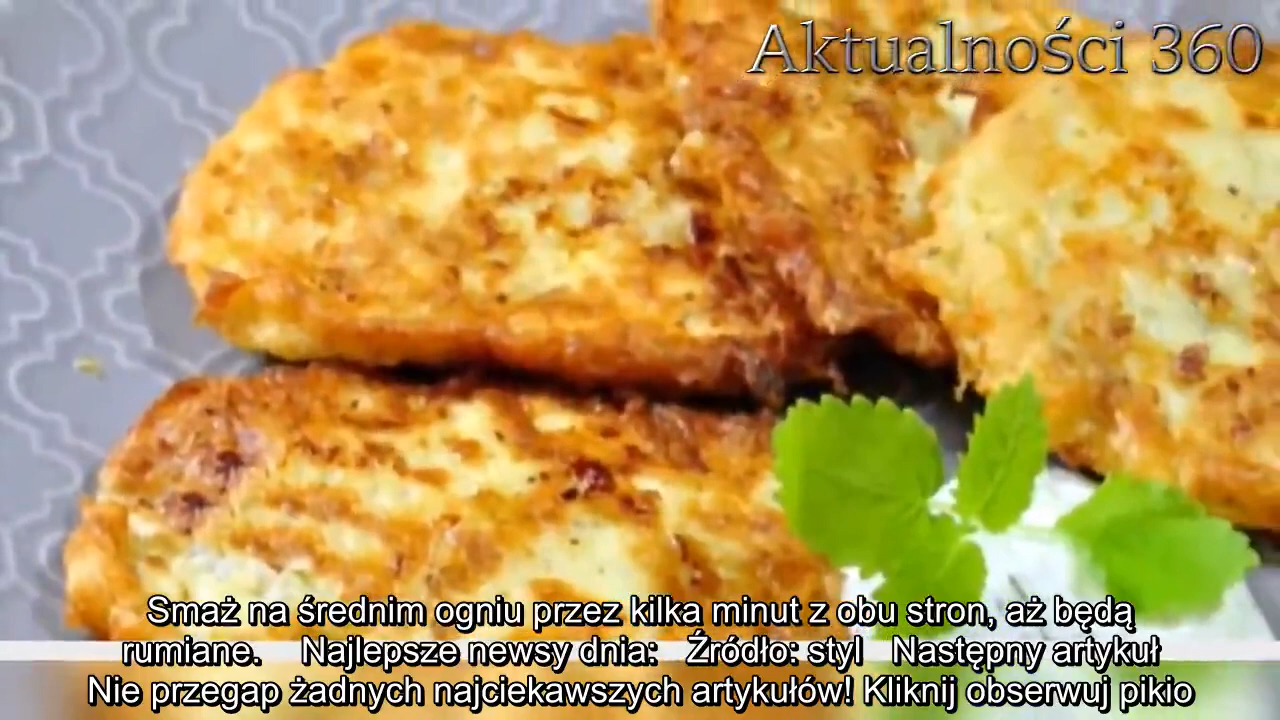 Aktualności 360
Smaż na średnim ogniu przez kilka minut z obu stron, aż będą
rumiane. Najlepsze newsy dnia: Źródło: styl Następny artykuł
Nie przegap żadnych najciekawszych artykułów! Kliknij obserwuj pikio